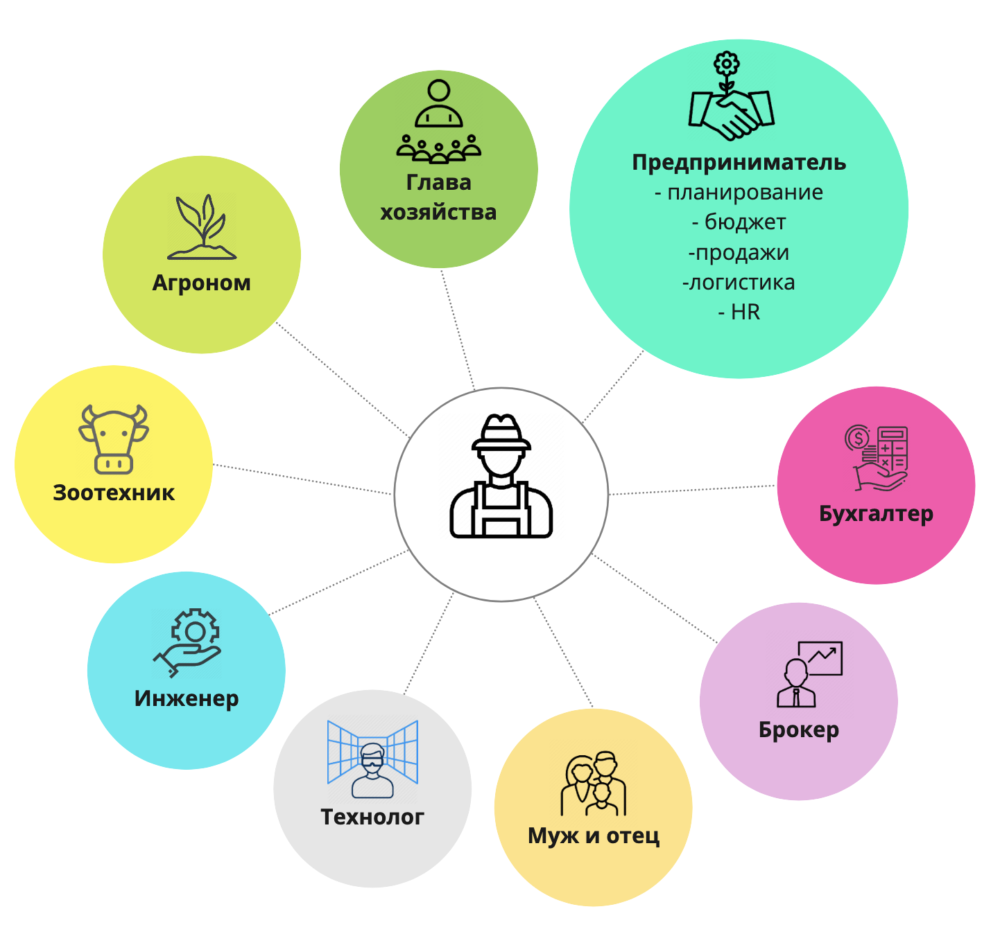 Глава
хозяйства
Предприниматель
- планирование
- бюджет
-продажи
-логистика
- HR
Агроном
Зоотехник
Бухгалтер
Инженер
Брокер
Технолог
Муж и отец